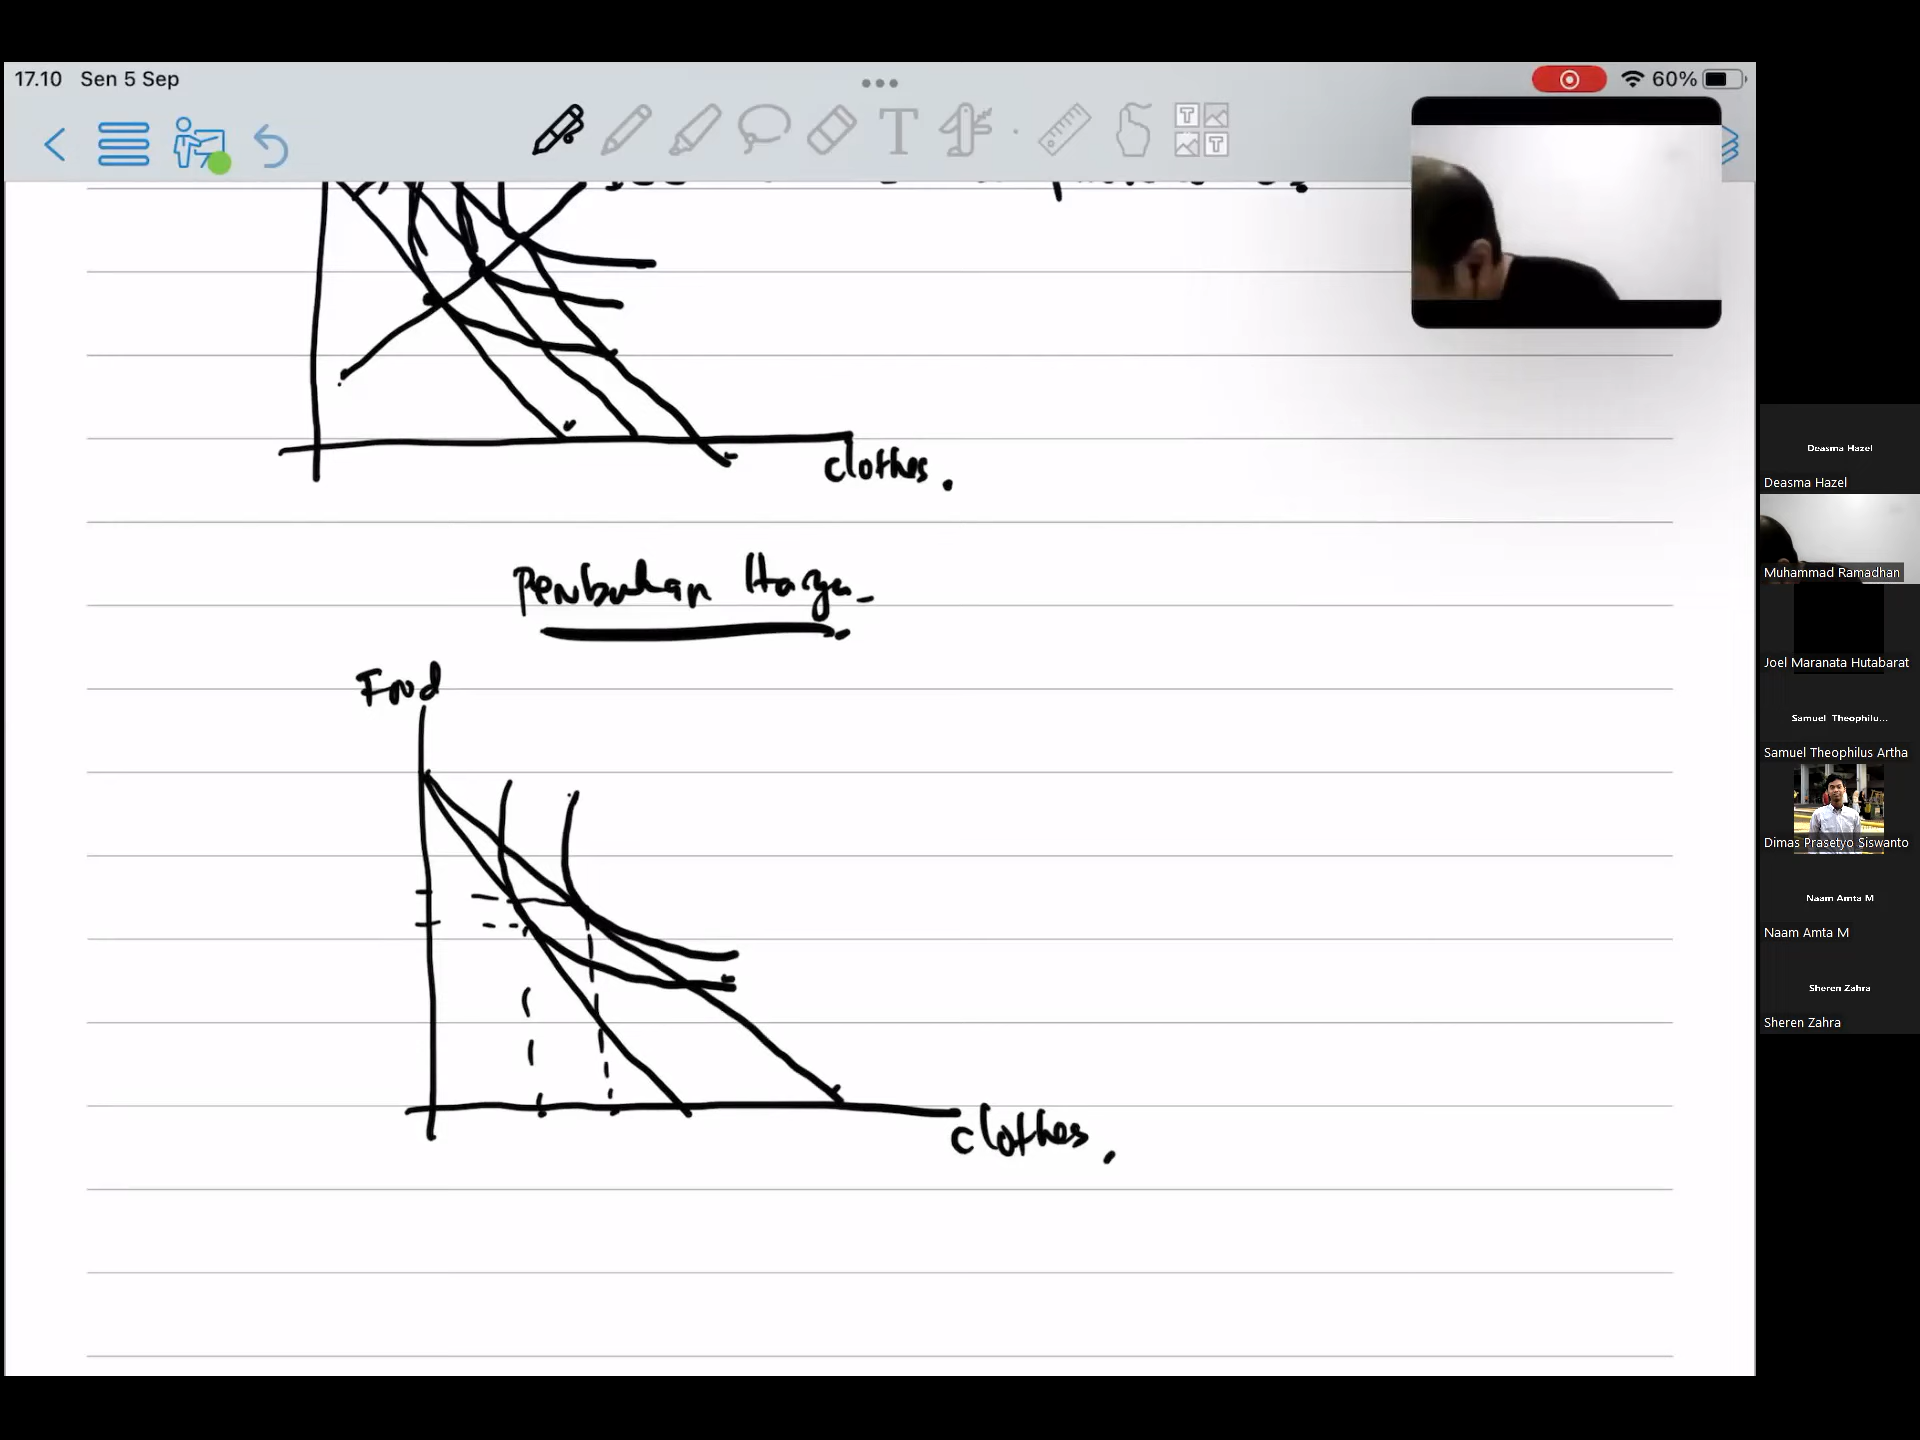 17.10 Sen 5 Sep
60%
T
T
T
clothes.
Perubahan Harga
Food
clothes.
Deasma Hazel
Deasma Hazel
Muhammad Ramadhan
Joel Maranata Hutabarat
Samuel Theophilu...
Samuel Theophilus Artha
Dimas Prasetyo Siswanto
Naam Amta M
Naam Amta M
Sheren Zahra
Sheren Zahra